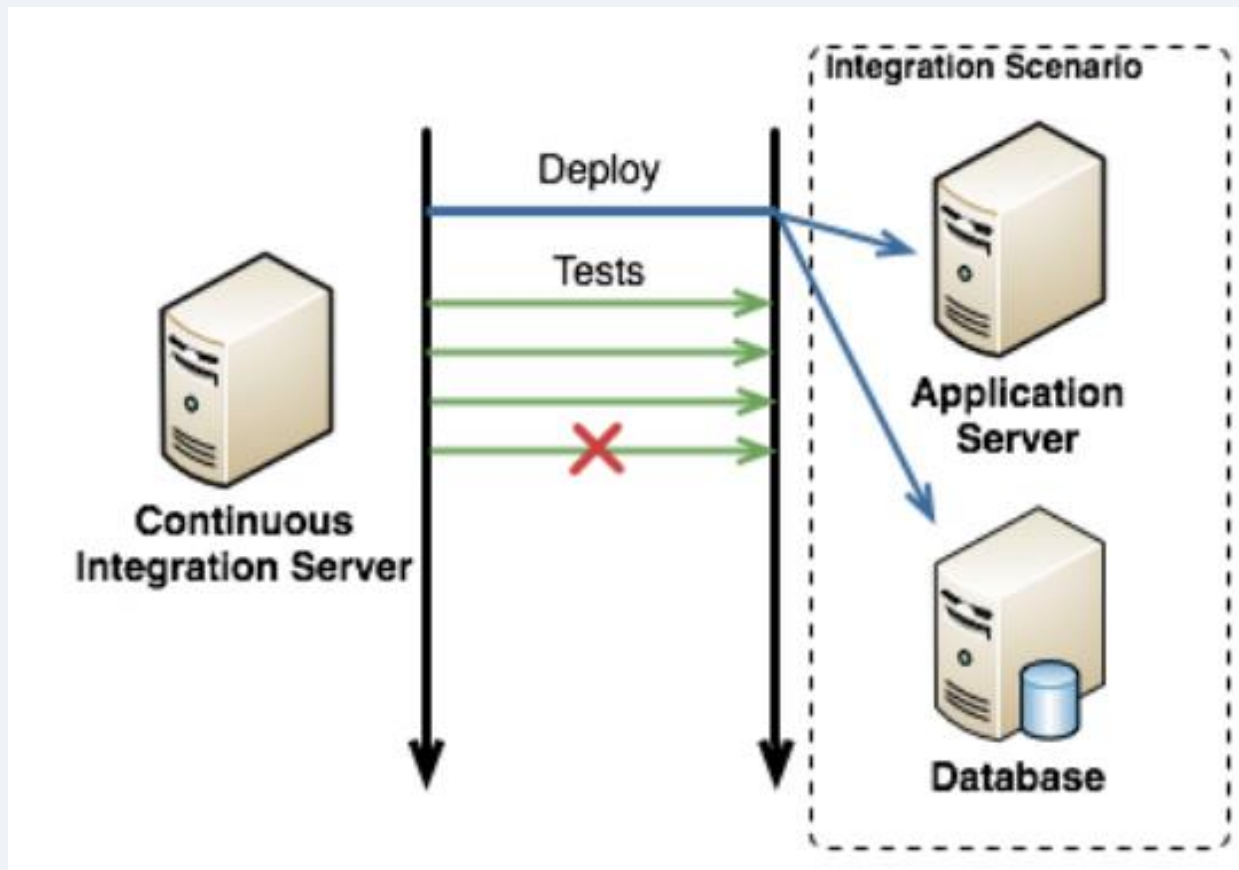 Integration Scenario
Deploy
Tests
Application
Server
Continuous
Integration Server
Database